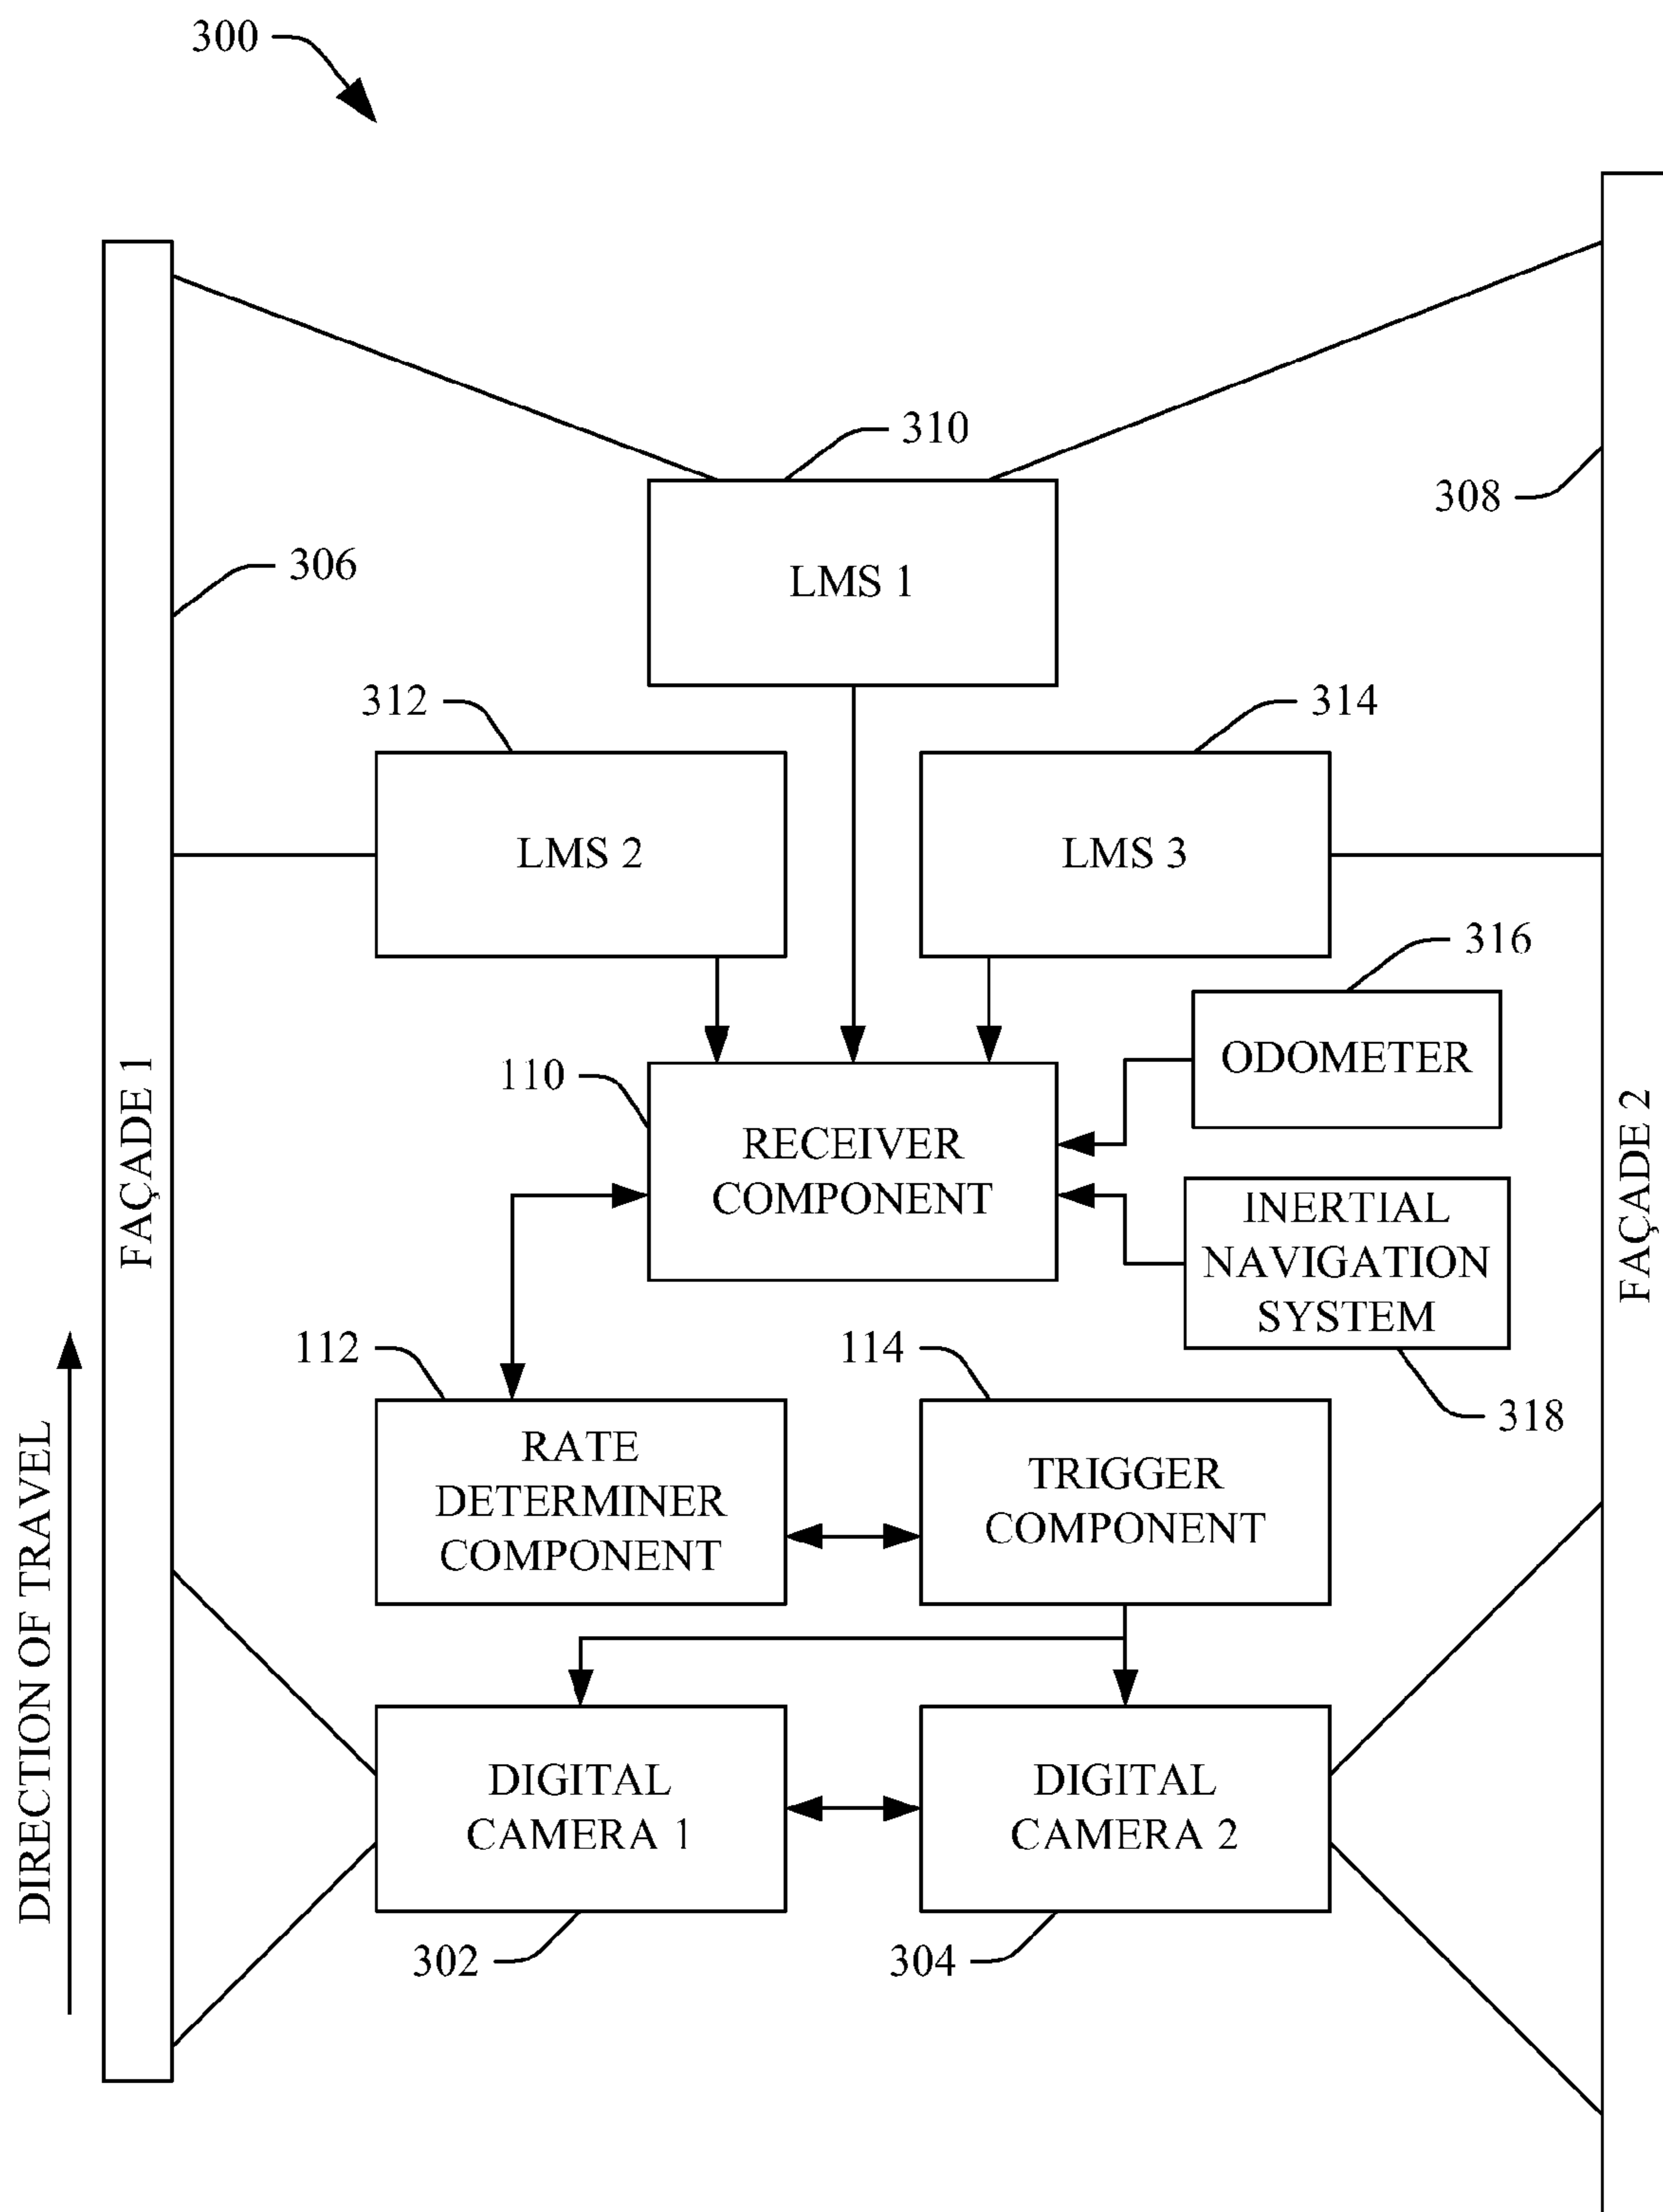 300
310
308
306
LMS 1
312
314
LMS 2
LMS 3
316
ODOMETER
110
RECEIVER
COMPONENT
FAÇADE 1
FAÇADE 2
INERTIAL
NAVIGATION
SYSTEM
112
114
318
RATE
DETERMINER
COMPONENT
TRIGGER
COMPONENT
DIRECTION OF TRAVEL
DIGITAL
CAMERA 1
DIGITAL
CAMERA 2
302
304